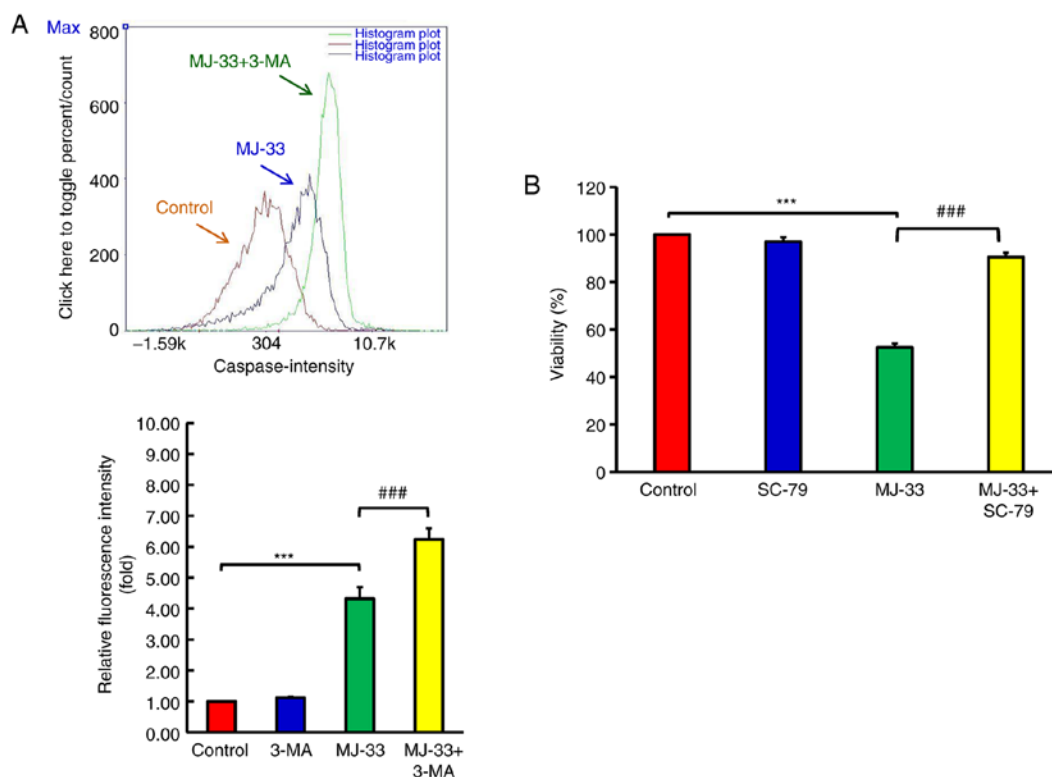 A
Max
800
600
400
200
0
Click here to toggle percent/count
Histogram plot
Histogram plot
Histogram plot
MJ-33+3-MA
MJ-33
Control
−1.59k 304 10.7k
Caspase-intensity
10.00
9.00
8.00
7.00
6.00
5.00
4.00
3.00
2.00
1.00
0.00
Relative fluorescence intensity
(fold)
***
###
Control 3-MA MJ-33 MJ-33+
3-MA
B
120
100
80
60
40
20
0
Viability (%)
***
###
Control SC-79 MJ-33 MJ-33+
SC-79